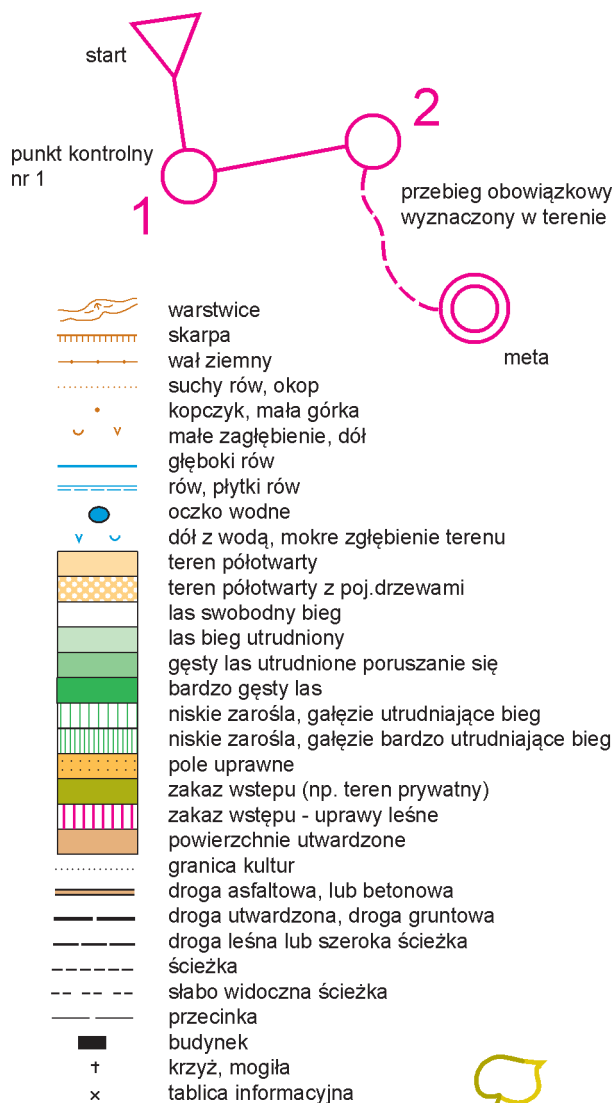 start
2
punkt kontrolny
nr 1
1
przebieg obowiązkowy
wyznaczony w terenie
meta
warstwice
skarpa
wał ziemny
suchy rów, okop
kopczyk, mała górka
małe zagłębienie, dół
głęboki rów
rów, płytki rów
oczko wodne
dół z wodą, mokre zgłębienie terenu
teren półotwarty
teren półotwarty z poj.drzewami
las swobodny bieg
las bieg utrudniony
gęsty las utrudnione poruszanie się
bardzo gęsty las
niskie zarośla, gałęzie utrudniające bieg
niskie zarośla, gałęzie bardzo utrudniające bieg
pole uprawne
zakaz wstepu (np. teren prywatny)
zakaz wstępu - uprawy leśne
powierzchnie utwardzone
granica kultur
droga asfaltowa, lub betonowa
droga utwardzona, droga gruntowa
droga leśna lub szeroka ścieżka
ścieżka
słabo widoczna ścieżka
przecinka
budynek
krzyż, mogiła
tablica informacyjna